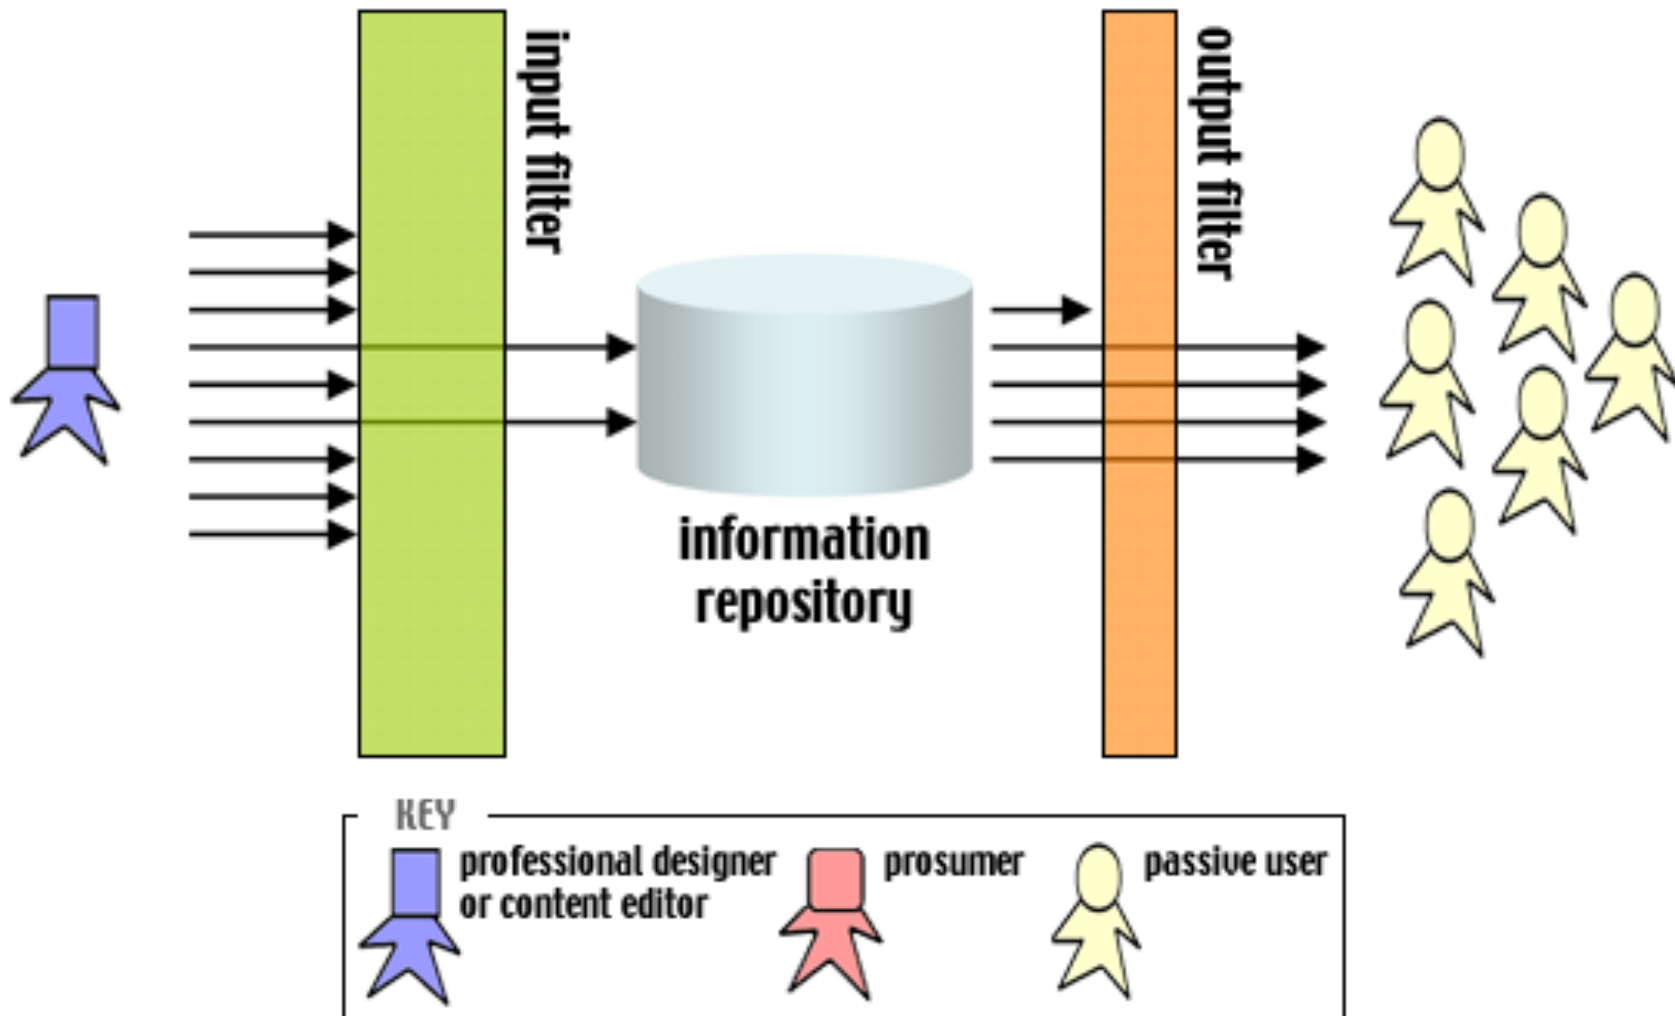 input filter
output filter
information
repository
KEY
professional designer
or content editor
prosumer
passive user